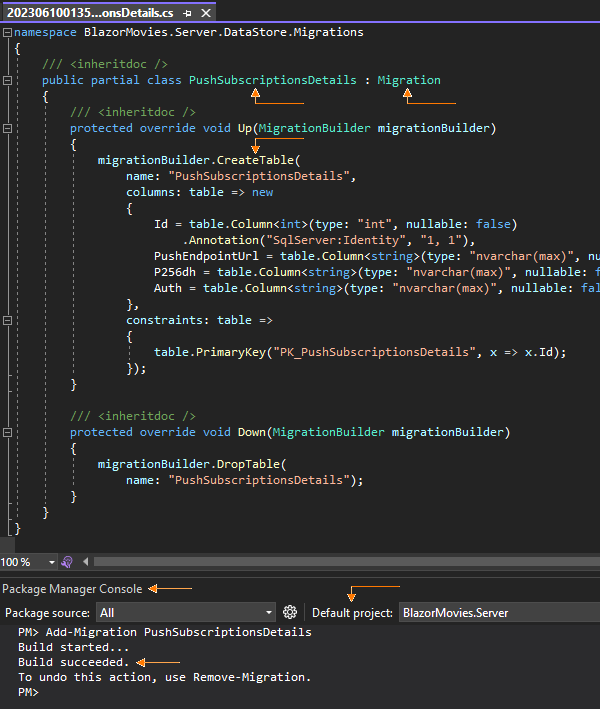 202306100135...onsDetails.cs
namespace BlazorMovies.Server.DataStore.Migrations
{
/// <inheritdoc />
public partial class PushSubscriptionsDetails : Migration
{
/// <inheritdoc />
protected override void Up(MigrationBuilder migrationBuilder)
{
migrationBuilder.CreateTable(
name: "PushSubscriptionsDetails",
columns: table => new
{
Id = table.Column<int>(type: "int", nullable: false)
.Annotation("SqlServer:Identity", "1, 1"),
PushEndpointUrl = table.Column<string>(type: "nvarchar(max)", nu
P256dh = table.Column<string>(type: "nvarchar(max)", nullable: f
Auth = table.Column<string>(type: "nvarchar(max)", nullable: fal
},
constraints: table =>
{
table.PrimaryKey("PK_PushSubscriptionsDetails", x => x.Id);
});
}
/// <inheritdoc />
protected override void Down(MigrationBuilder migrationBuilder)
{
migrationBuilder.DropTable(
name: "PushSubscriptionsDetails");
}
}
}
100 %
Package Manager Console
Package source: All Default project: BlazorMovies.Server
PM> Add-Migration PushSubscriptionsDetails
Build started...
Build succeeded.
To undo this action, use Remove-Migration.
PM>